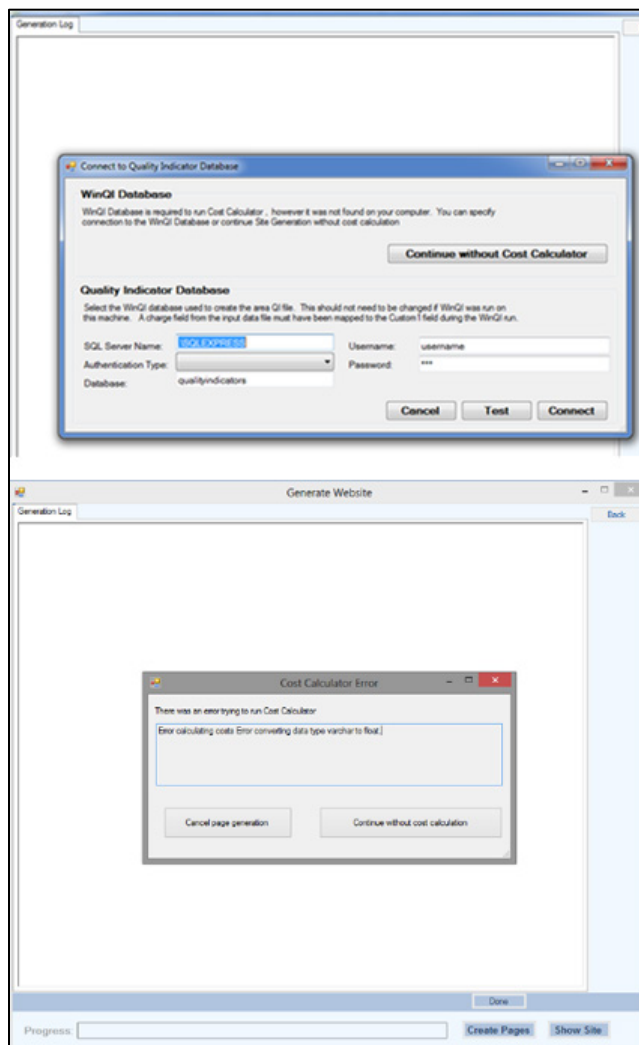 Generation Log
Connect to Quality Indicator Database
WinQI Database
WinQI Database is required to run Cost Calculator , however it was not found on your computer. You can specify
connection to the WinQI Database or continue Site Generation without cost calculation
Continue without Cost Calculator
Quality Indicator Database
Select the WinQI database used to create the area QI file. This should not need to be changed if WinQI was run on
this machine. A charge field from the input data file must have been mapped to the Custom1 field during the WinQI run.
SQL Server Name: .\SQLEXPRESS Username: username
Authentication Type: Password: ***
Database: qualityindicators
Cancel Test Connect
Generate Website
Generation Log Back
Cost Calculator Error
There was an error trying to run Cost Calculator
Error calculating costs Error converting data type varchar to float.
Cancel page generation Continue without cost calculation
Done
Progress: Create Pages Show Site